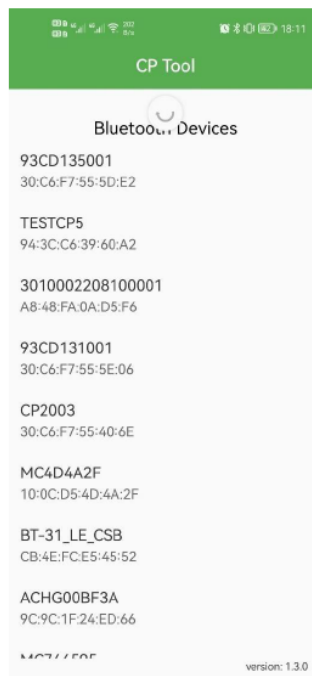 18:11
CP Tool
Bluetooth Devices
93CD135001
30:C6:F7:55:5D:E2
TESTCP5
94:3C:C6:39:60:A2
3010002208100001
A8:48:FA:0A:D5:F6
93CD131001
30:C6:F7:55:5E:06
CP2003
30:C6:F7:55:40:6E
MC4D4A2F
10:0C:D5:4D:4A:2F
BT-31_LE_CSB
CB:4E:FC:E5:45:52
ACHG00BF3A
9C:9C:1F:24:ED:66
version: 1.3.0